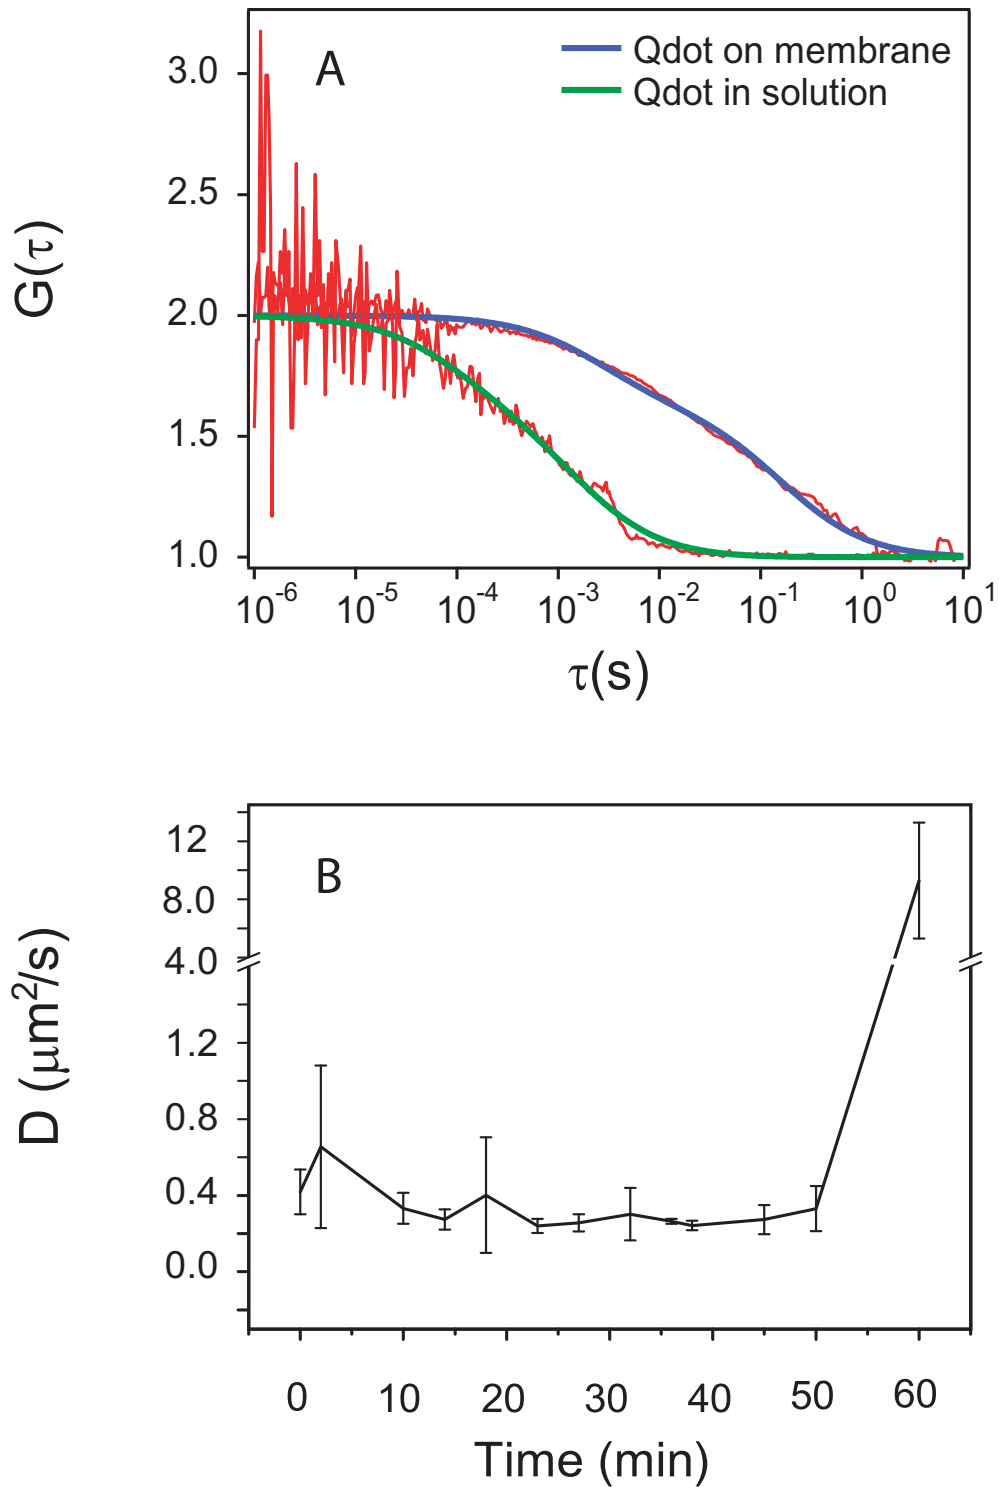 A
Qdot on membrane
Qdot in solution
3.0
2.5
2.0
1.5
1.0
G(τ)
10⁻⁶ 10⁻⁵ 10⁻⁴ 10⁻³ 10⁻² 10⁻¹ 10⁰ 10¹
τ(s)
B
12
8.0
4.0
1.2
0.8
0.4
0.0
D (μm²/s)
0 10 20 30 40 50 60
Time (min)